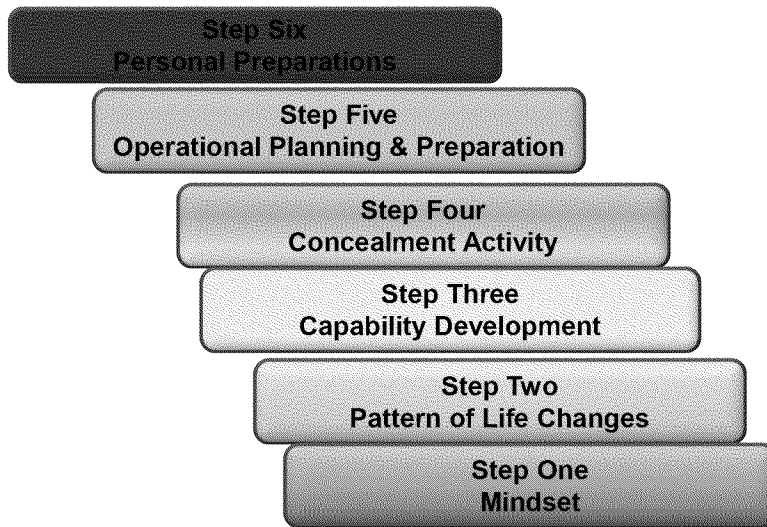 Step Six
Personal Preparations
Step Five
Operational Planning & Preparation
Step Four
Concealment Activity
Step Three
Capability Development
Step Two
Pattern of Life Changes
Step One
Mindset